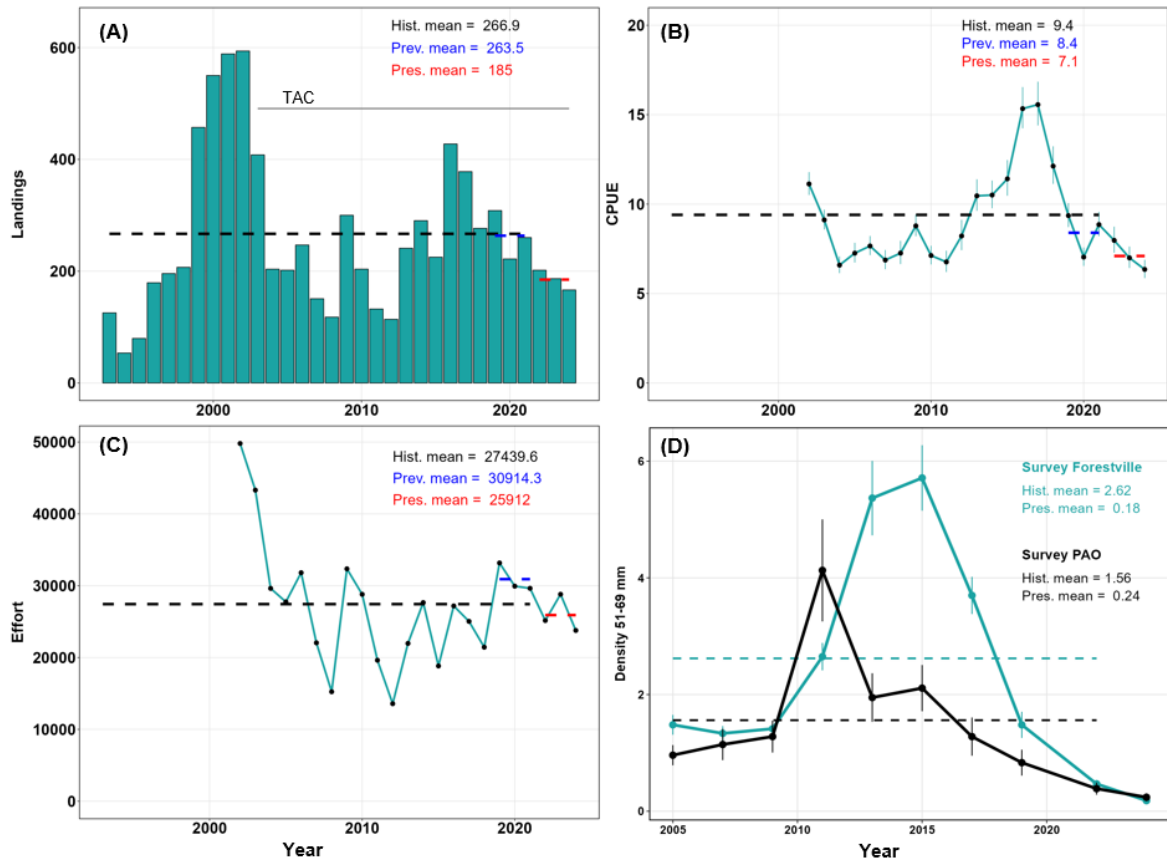 (A)
Hist. mean = 266.9
Prev. mean = 263.5
Pres. mean = 185
TAC
Landings
600
400
200
0
2000
2010
2020
(B)
Hist. mean = 9.4
Prev. mean = 8.4
Pres. mean = 7.1
CPUE
20
15
10
5
0
2000
2010
2020
(C)
Hist. mean = 27439.6
Prev. mean = 30914.3
Pres. mean = 25912
Effort
50000
40000
30000
20000
10000
0
2000
2010
2020
Year
(D)
Survey Forestville
Hist. mean = 2.62
Pres. mean = 0.18
Survey PAO
Hist. mean = 1.56
Pres. mean = 0.24
Density 51-69 mm
6
4
2
0
2005
2010
2015
2020
Year